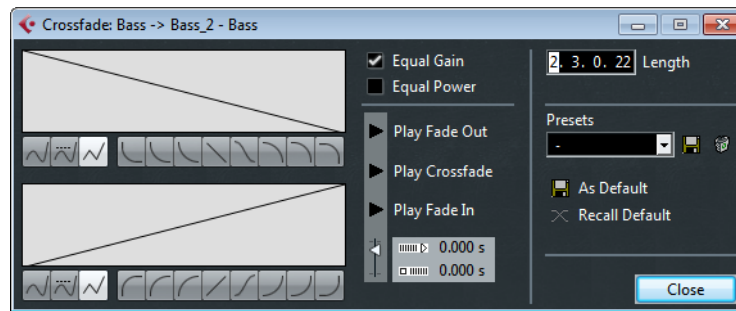 Crossfade: Bass -> Bass_2 - Bass
Equal Gain
Equal Power
2. 3. 0. 22 Length
Play Fade Out
Play Crossfade
Play Fade In
0.000 s
0.000 s
Presets
-
As Default
Recall Default
Close